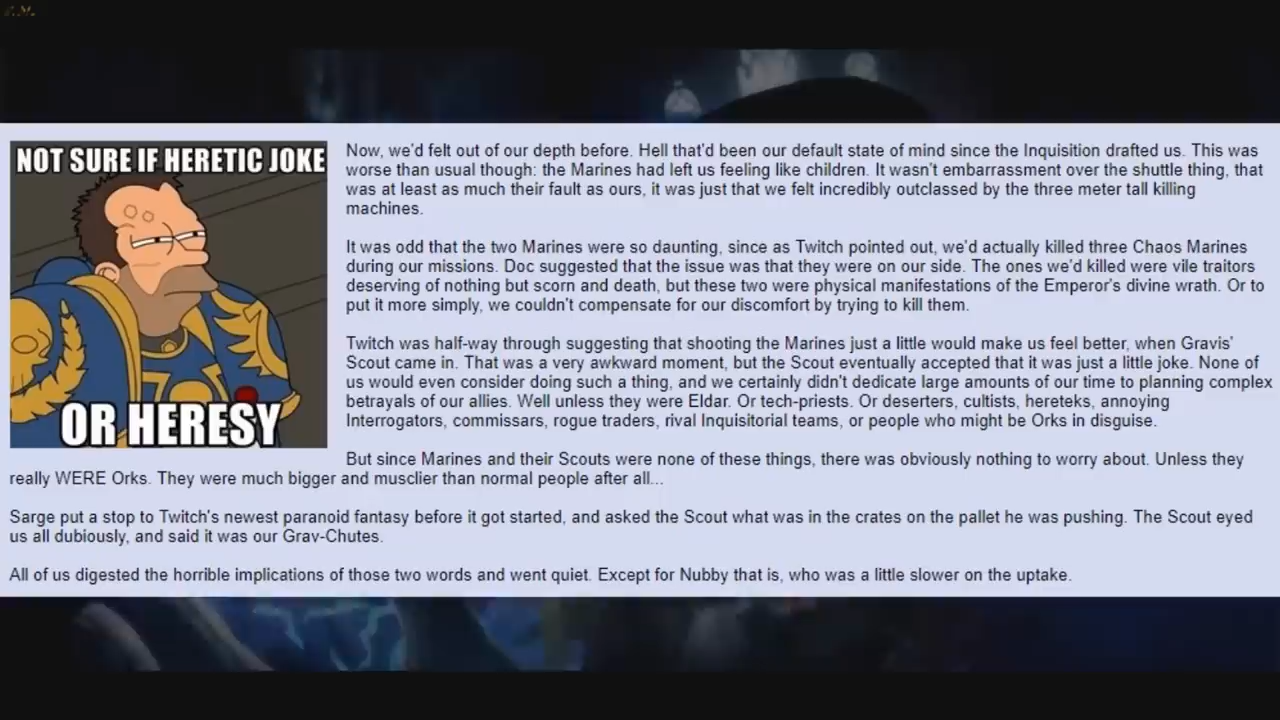 NOT SURE IF HERETIC JOKE
OR HERESY
Now, we'd felt out of our depth before. Hell that'd been our default state of mind since the Inquisition drafted us. This was
worse than usual though: the Marines had left us feeling like children. It wasn't embarrassment over the shuttle thing, that
was at least as much their fault as ours, it was just that we felt incredibly outclassed by the three meter tall killing
machines.
It was odd that the two Marines were so daunting, since as Twitch pointed out, we'd actually killed three Chaos Marines
during our missions. Doc suggested that the issue was that they were on our side. The ones we'd killed were vile traitors
deserving of nothing but scorn and death, but these two were physical manifestations of the Emperor's divine wrath. Or to
put it more simply, we couldn't compensate for our discomfort by trying to kill them.
Twitch was half-way through suggesting that shooting the Marines just a little would make us feel better, when Gravis'
Scout came in. That was a very awkward moment, but the Scout eventually accepted that it was just a little joke. None of
us would even consider doing such a thing, and we certainly didn't dedicate large amounts of our time to planning complex
betrayals of our allies. Well unless they were Eldar. Or tech-priests. Or deserters, cultists, hereteks, annoying
Interrogators, commissars, rogue traders, rival Inquisitorial teams, or people who might be Orks in disguise.
But since Marines and their Scouts were none of these things, there was obviously nothing to worry about. Unless they
really WERE Orks. They were much bigger and musclier than normal people after all...
Sarge put a stop to Twitch's newest paranoid fantasy before it got started, and asked the Scout what was in the crates on the pallet he was pushing. The Scout eyed
us all dubiously, and said it was our Grav-Chutes.
All of us digested the horrible implications of those two words and went quiet. Except for Nubby that is, who was a little slower on the uptake.